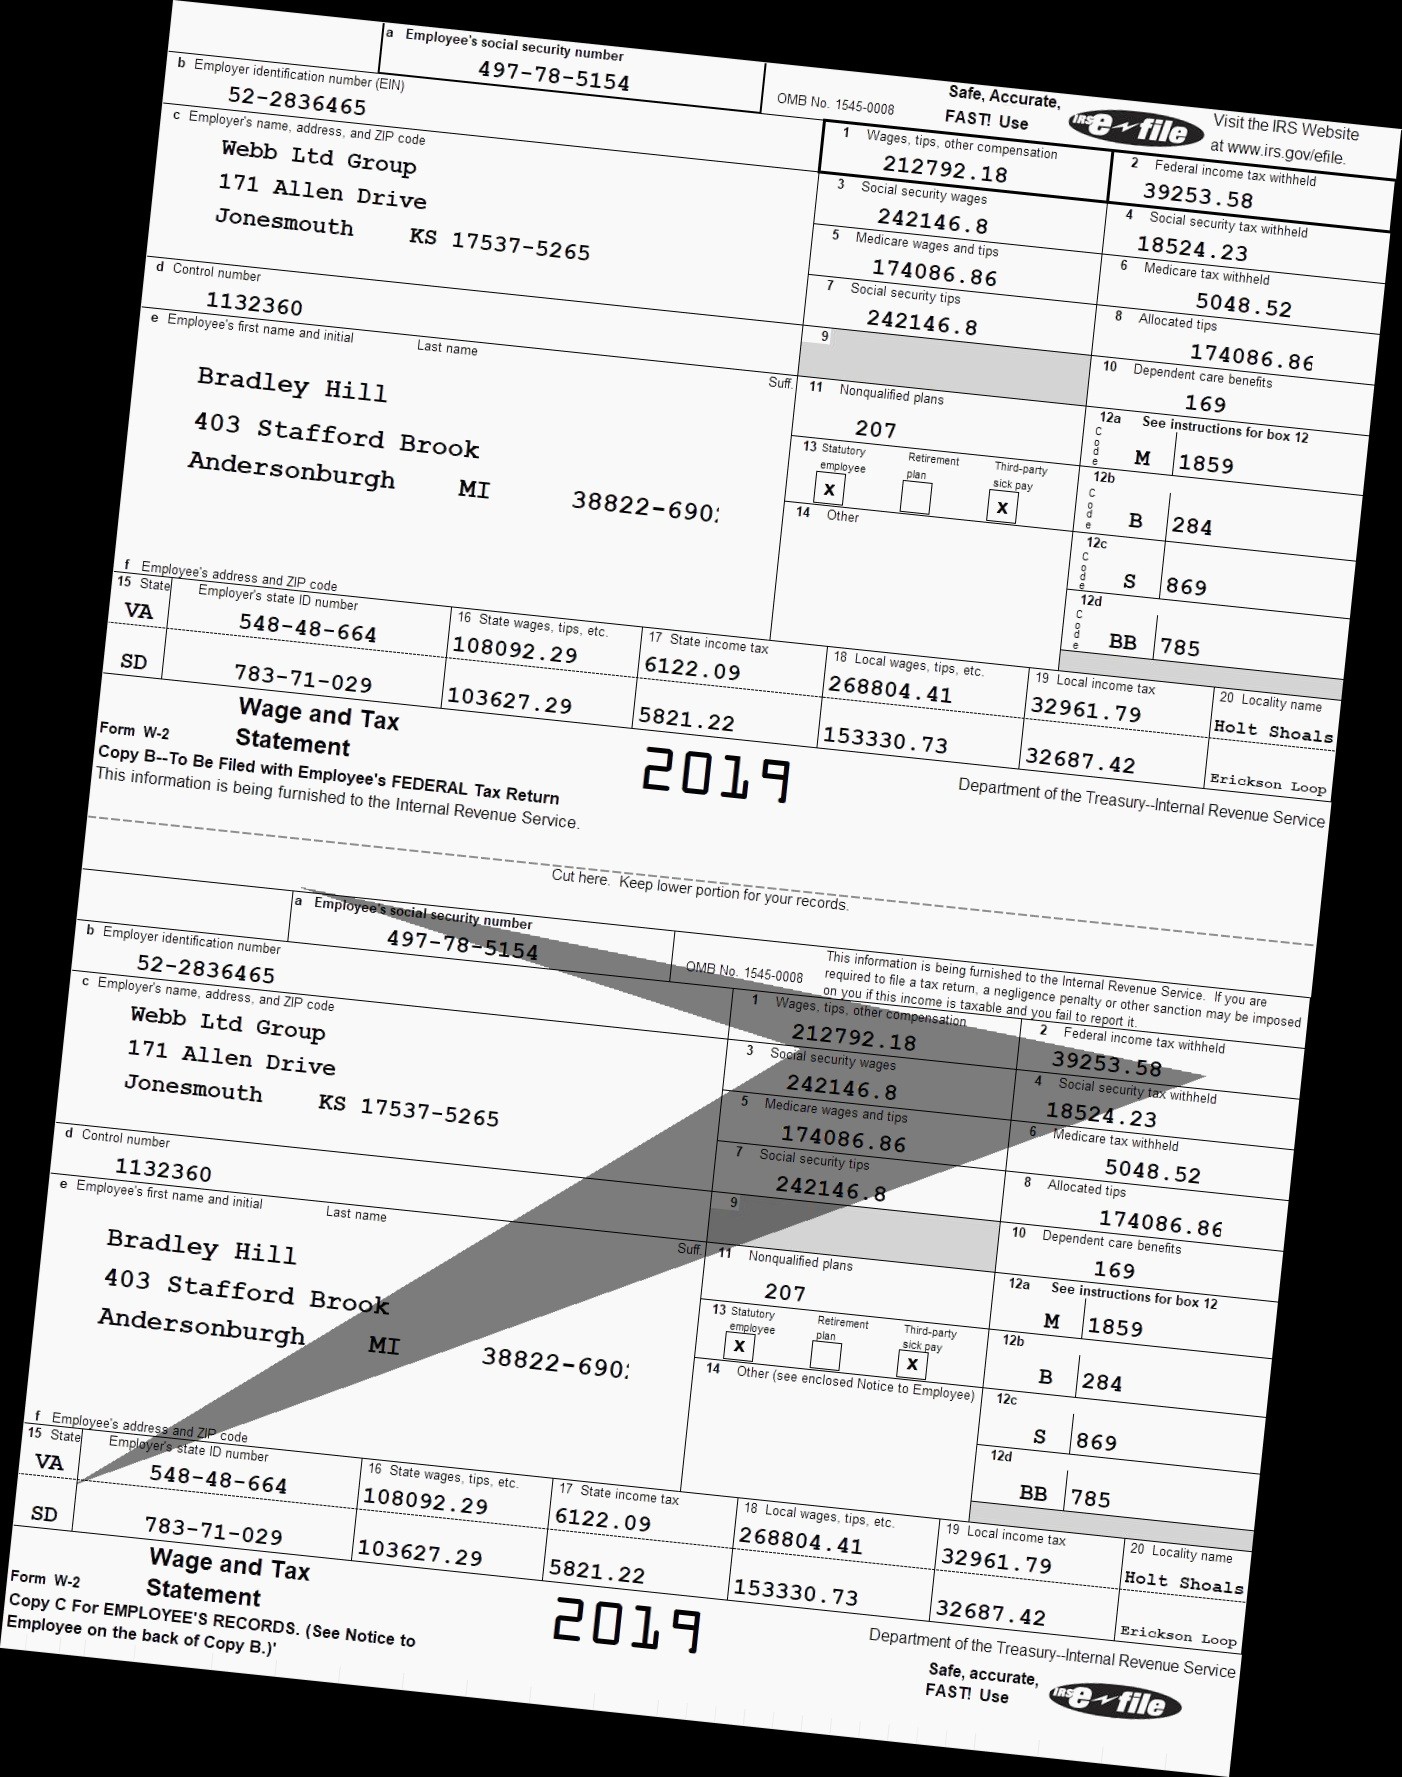 a Employee's social security number
497-78-5154
OMB No. 1545-0008
Safe, Accurate,
FAST! Use
IRS e-file
Visit the IRS Website
at www.irs.gov/efile.
b Employer identification number (EIN)
52-2836465
c Employer's name, address, and ZIP code
Webb Ltd Group
171 Allen Drive
Jonesmouth KS 17537-5265
1 Wages, tips, other compensation
212792.18
2 Federal income tax withheld
39253.58
3 Social security wages
242146.8
4 Social security tax withheld
18524.23
5 Medicare wages and tips
174086.86
6 Medicare tax withheld
5048.52
d Control number
1132360
7 Social security tips
242146.8
8 Allocated tips
174086.86
e Employee's first name and initial Last name Suff.
Bradley Hill
403 Stafford Brook
Andersonburgh MI
9
10 Dependent care benefits
169
11 Nonqualified plans
207
12a See instructions for box 12
Code M 1859
13 Statutory employee Retirement plan Third-party sick pay
x x
12b
Code B 284
14 Other
12c
Code S 869
12d
Code BB 785
f Employee's address and ZIP code
15 State Employer's state ID number
VA 548-48-664
SD 783-71-029
16 State wages, tips, etc.
108092.29
103627.29
17 State income tax
6122.09
5821.22
18 Local wages, tips, etc.
268804.41
153330.73
19 Local income tax
32961.79
32687.42
20 Locality name
Holt Shoals
Erickson Loop
Form W-2
Wage and Tax
Statement
2019
Copy B--To Be Filed with Employee's FEDERAL Tax Return
This information is being furnished to the Internal Revenue Service.
Department of the Treasury--Internal Revenue Service
Cut here. Keep lower portion for your records.
a Employee's social security number
497-78-5154
OMB No. 1545-0008
This information is being furnished to the Internal Revenue Service. If you are
required to file a tax return, a negligence penalty or other sanction may be imposed
on you if this income is taxable and you fail to report it.
b Employer identification number
52-2836465
c Employer's name, address, and ZIP code
Webb Ltd Group
171 Allen Drive
Jonesmouth KS 17537-5265
1 Wages, tips, other compensation
212792.18
2 Federal income tax withheld
39253.58
3 Social security wages
242146.8
4 Social security tax withheld
18524.23
5 Medicare wages and tips
174086.86
6 Medicare tax withheld
5048.52
d Control number
1132360
7 Social security tips
242146.8
8 Allocated tips
174086.86
e Employee's first name and initial Last name Suff.
Bradley Hill
403 Stafford Brook
Andersonburgh MI
9
10 Dependent care benefits
169
11 Nonqualified plans
207
12a See instructions for box 12
M 1859
13 Statutory employee Retirement plan Third-party sick pay
x x
12b
B 284
14 Other (see enclosed Notice to Employee)
12c
S 869
12d
BB 785
f Employee's address and ZIP code
15 State Employer's state ID number
VA 548-48-664
SD 783-71-029
16 State wages, tips, etc.
108092.29
103627.29
17 State income tax
6122.09
5821.22
18 Local wages, tips, etc.
268804.41
153330.73
19 Local income tax
32961.79
32687.42
20 Locality name
Holt Shoals
Erickson Loop
Form W-2
Wage and Tax
Statement
2019
Copy C For EMPLOYEE'S RECORDS. (See Notice to
Employee on the back of Copy B.)'
Department of the Treasury--Internal Revenue Service
Safe, accurate,
FAST! Use
IRS e-file